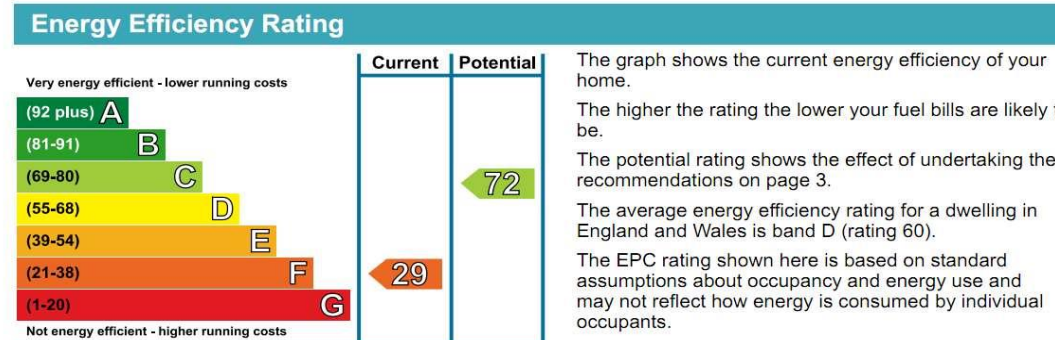 Energy Efficiency Rating
Current Potential
Very energy efficient - lower running costs
(92 plus) A
(81-91) B
(69-80) C
72
(55-68) D
(39-54) E
(21-38) F
29
(1-20) G
Not energy efficient - higher running costs
The graph shows the current energy efficiency of your
home.
The higher the rating the lower your fuel bills are likely
be.
The potential rating shows the effect of undertaking the
recommendations on page 3.
The average energy efficiency rating for a dwelling in
England and Wales is band D (rating 60).
The EPC rating shown here is based on standard
assumptions about occupancy and energy use and
may not reflect how energy is consumed by individual
occupants.